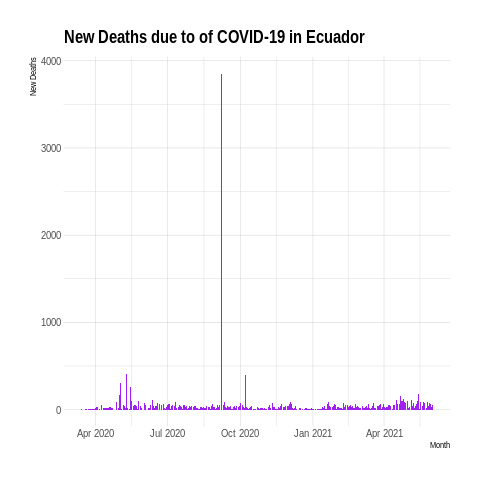 New Deaths due to of COVID-19 in Ecuador
New Deaths
4000
3000
2000
1000
0
Apr 2020 Jul 2020 Oct 2020 Jan 2021 Apr 2021
Month